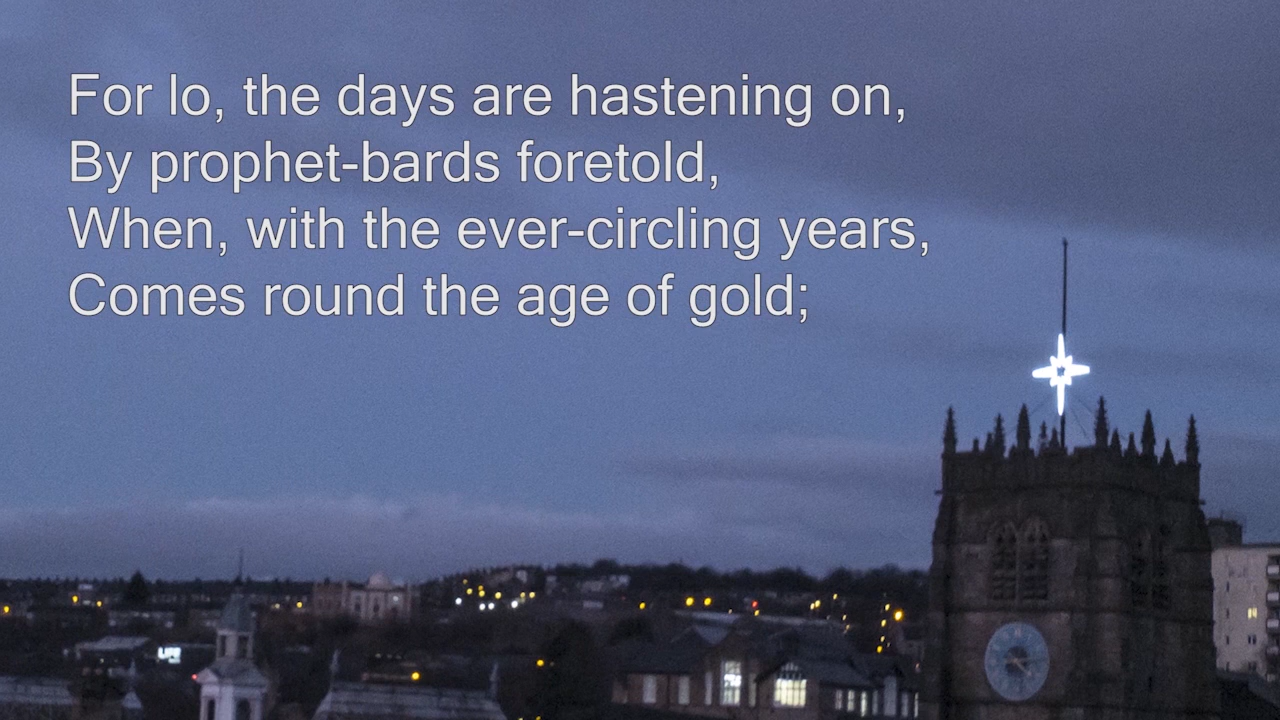 For lo, the days are hastening on,
By prophet-bards foretold,
When, with the ever-circling years,
Comes round the age of gold;
LIFE